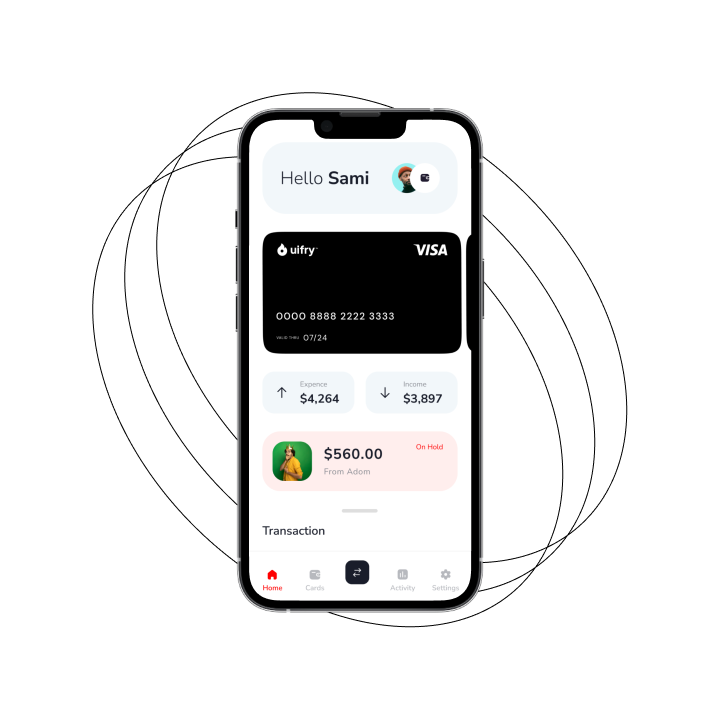 Hello Sami
uifry
VISA
0000 8888 2222 3333
VALID THRU 07/24
Expence
$4,264
Income
$3,897
$560.00
On Hold
From Adom
Transaction
Home
Cards
Activity
Settings